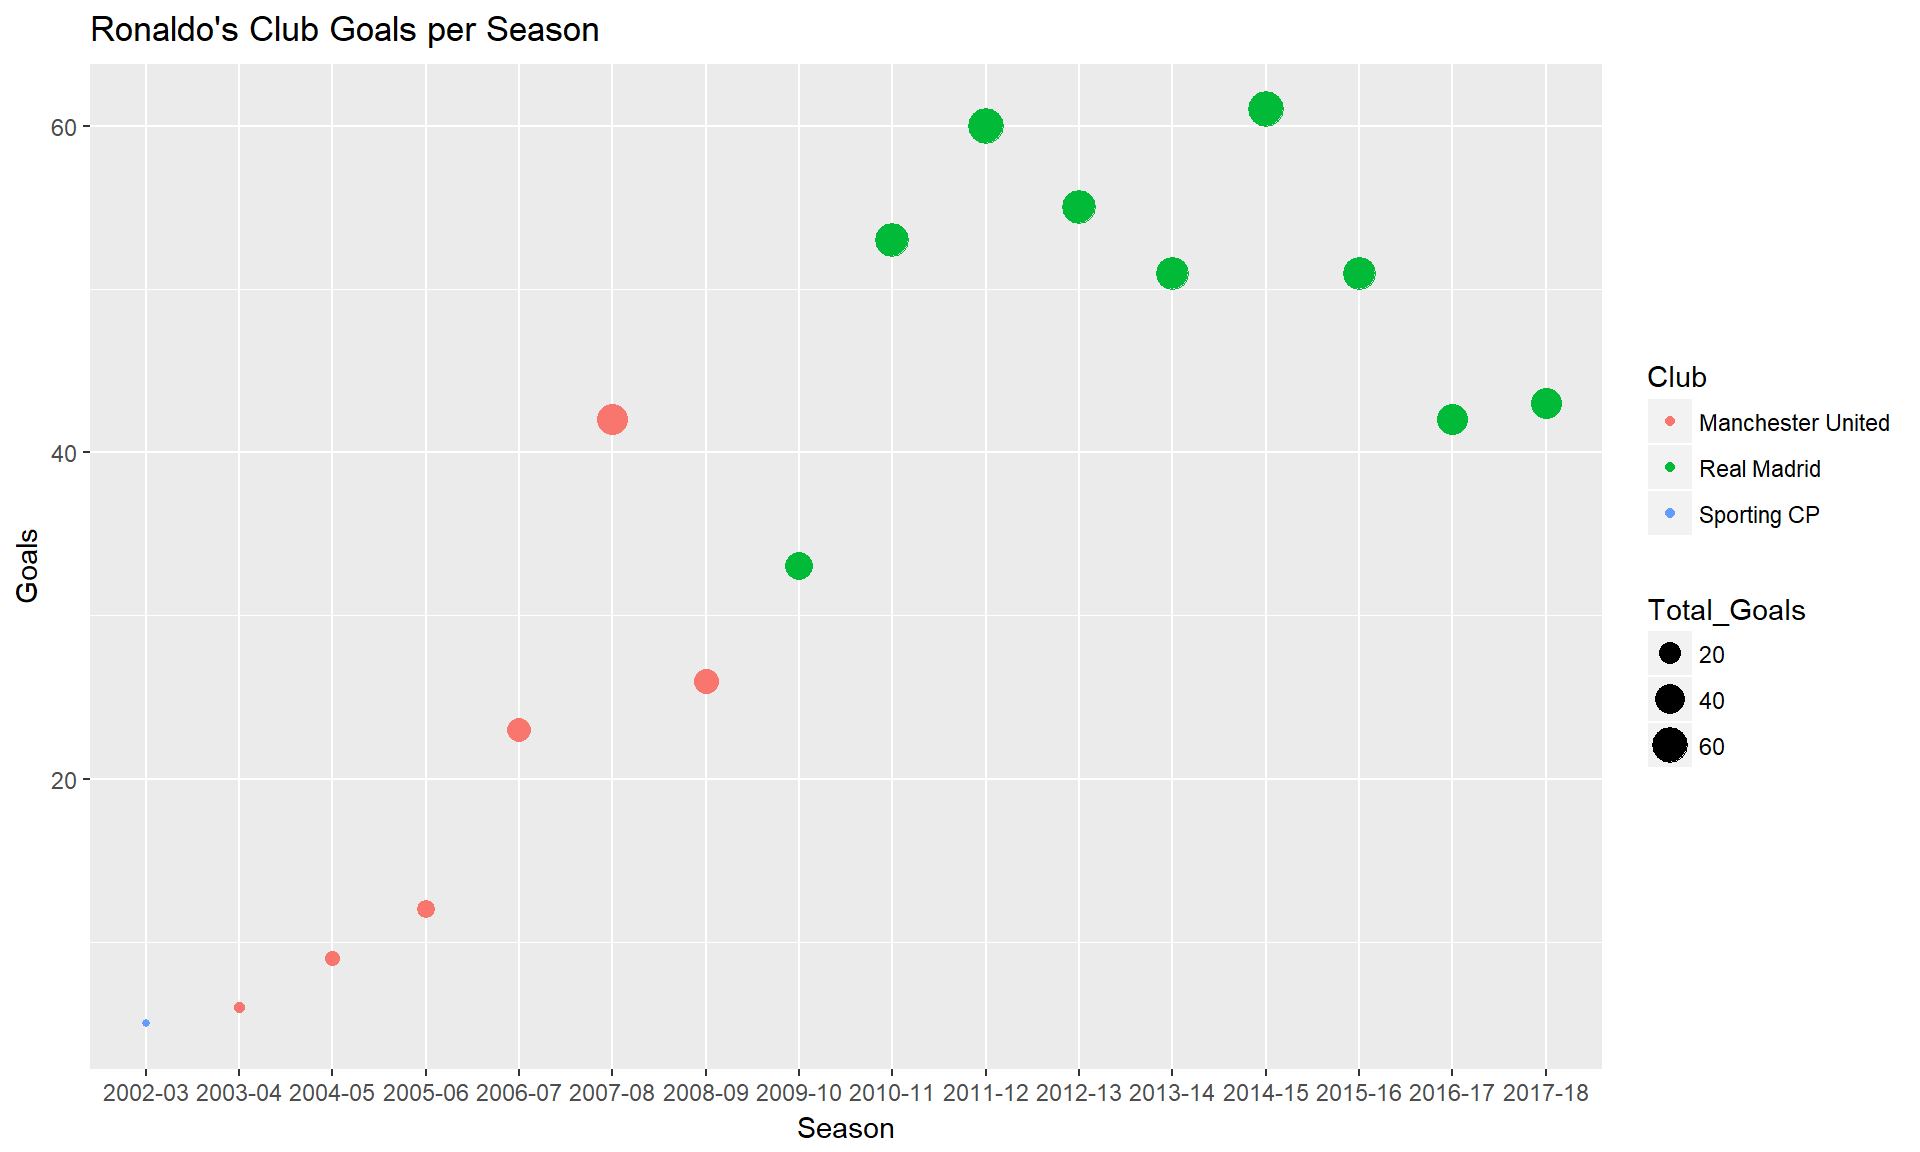 Ronaldo's Club Goals per Season
60
40
20
Goals
2002-03 2003-04 2004-05 2005-06 2006-07 2007-08 2008-09 2009-10 2010-11 2011-12 2012-13 2013-14 2014-15 2015-16 2016-17 2017-18
Season
Club
Manchester United
Real Madrid
Sporting CP
Total_Goals
20
40
60